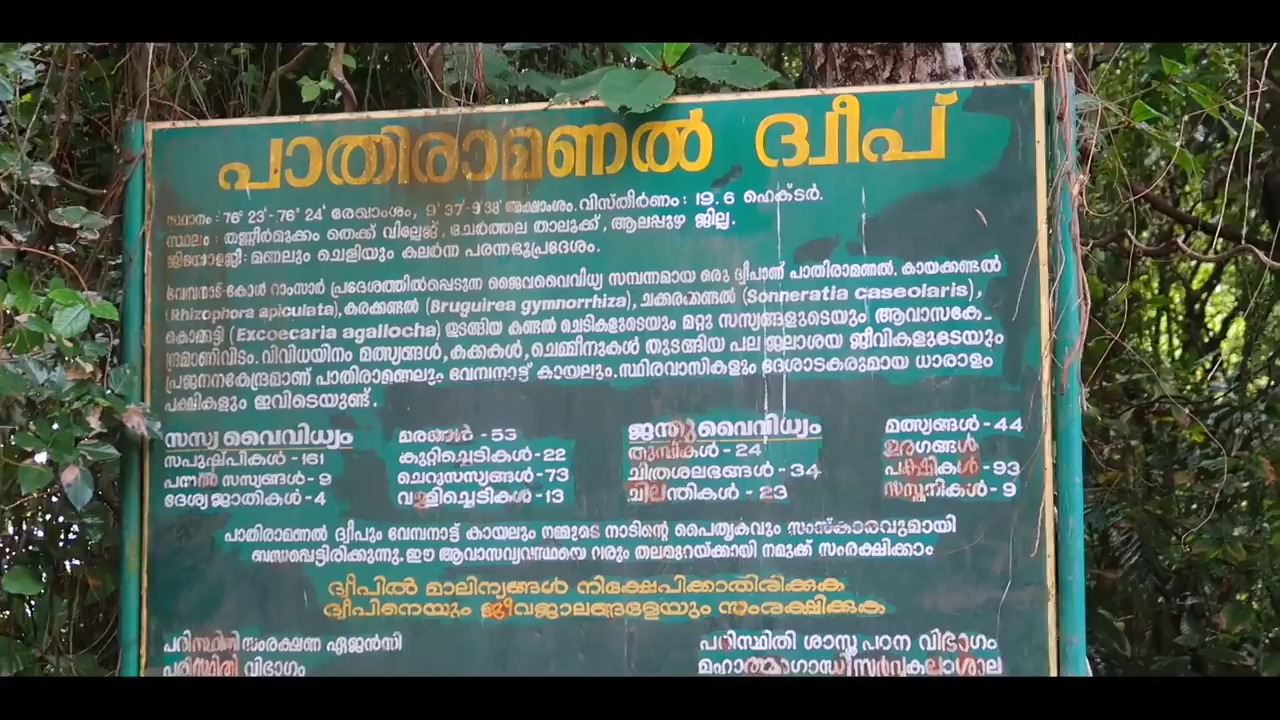 പാതിരാമണൽ ദ്വീപ്
സ്ഥാനം : 76° 23'-76° 24' രേഖാംശം, 9° 37'-9°38' അക്ഷാംശം. വിസ്തീർണം : 19.6 ഹെക്ടർ.
സ്ഥലം : തണ്ണീർമുക്കം തെക്ക് വില്ലേജ്, ചേർത്തല താലൂക്ക്, ആലപ്പുഴ ജില്ല.
ജിയോളജി: മണലും ചെളിയും കലർന്ന പരന്നഭൂപ്രദേശം.
വേമ്പനാട്-കോൾ റാംസാർ പ്രദേശത്തിൽപ്പെടുന്ന ജൈവവൈവിധ്യ സമ്പന്നമായ ഒരു ദ്വീപാണ് പാതിരാമണൽ. കായക്കണ്ടൽ
(Rhizophora apiculata), കരക്കണ്ടൽ (Bruguirea gymnorrhiza), ചക്കരക്കണ്ടൽ (Sonneratia caseolaris),
കൊമ്മട്ടി (Excoecaria agallocha) തുടങ്ങിയ കണ്ടൽ ചെടികളുടെയും മറ്റു സസ്യങ്ങളുടെയും ആവാസകേ-
ന്ദ്രമാണിവിടം. വിവിധയിനം മത്സ്യങ്ങൾ, കക്കകൾ, ചെമ്മീനുകൾ തുടങ്ങിയ പല ജലാശയ ജീവികളുടേയും
പ്രജനനകേന്ദ്രമാണ് പാതിരാമണലും വേമ്പനാട്ട് കായലും. സ്ഥിരവാസികളും ദേശാടകരുമായ ധാരാളം
പക്ഷികളും ഇവിടെയുണ്ട്.
സസ്യ വൈവിധ്യം
സപുഷ്പികൾ - 161
പന്നൽ സസ്യങ്ങൾ - 9
ദേശ്യ ജാതികൾ - 4
മരങ്ങൾ - 53
കുറ്റിച്ചെടികൾ - 22
ചെറുസസ്യങ്ങൾ - 73
വള്ളിച്ചെടികൾ - 13
ജന്തു വൈവിധ്യം
തുമ്പികൾ - 24
ചിത്രശലഭങ്ങൾ - 34
ചിലന്തികൾ - 23
മത്സ്യങ്ങൾ - 44
ഉരഗങ്ങൾ
പക്ഷികൾ - 93
സസ്തനികൾ - 9
പാതിരാമണൽ ദ്വീപും വേമ്പനാട്ട് കായലും നമ്മുടെ നാടിന്റെ പൈതൃകവും സംസ്കാരവുമായി
ബന്ധപ്പെട്ടിരിക്കുന്നു. ഈ ആവാസവ്യവസ്ഥയെ വരും തലമുറയ്ക്കായി നമുക്ക് സംരക്ഷിക്കാം
ദ്വീപിൽ മാലിന്യങ്ങൾ നിക്ഷേപിക്കാതിരിക്കുക
ദ്വീപിനെയും ജീവജാലങ്ങളേയും സംരക്ഷിക്കുക
പരിസ്ഥിതി സംരക്ഷണ ഏജൻസി
പരിസ്ഥിതി വിഭാഗം
പരിസ്ഥിതി ശാസ്ത്ര പഠന വിഭാഗം
മഹാത്മാഗാന്ധി സർവ്വകലാശാല